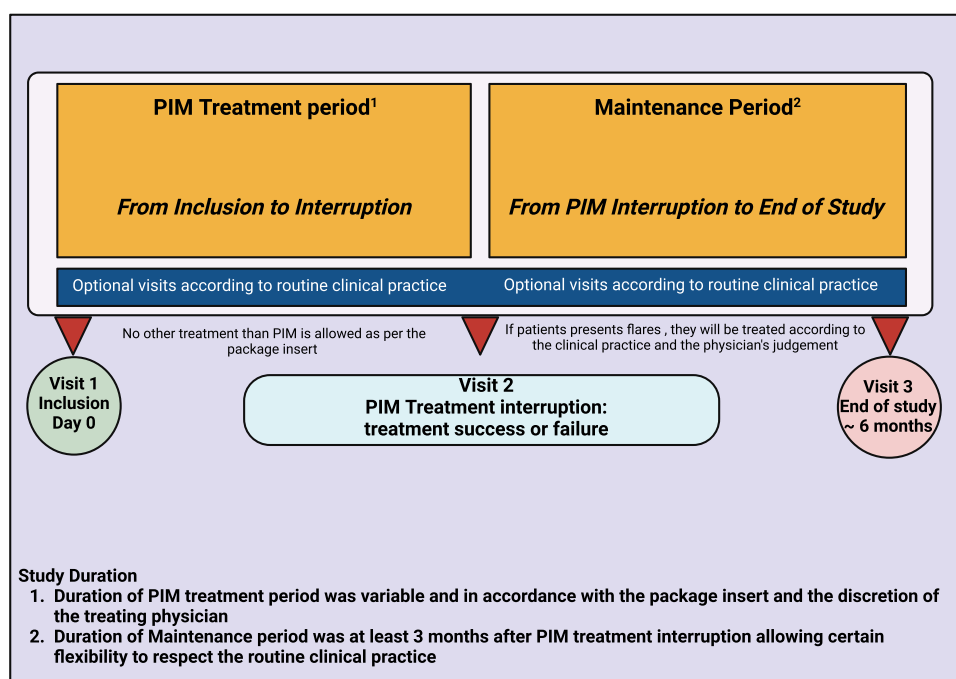 PIM Treatment period1
From Inclusion to Interruption
Maintenance Period2
From PIM Interruption to End of Study
Optional visits according to routine clinical practice
Optional visits according to routine clinical practice
No other treatment than PIM is allowed as per the
package insert
If patients presents flares , they will be treated according to
the clinical practice and the physician's judgement
Visit 1
Inclusion
Day 0
Visit 2
PIM Treatment interruption:
treatment success or failure
Visit 3
End of study
~ 6 months
Study Duration
1. Duration of PIM treatment period was variable and in accordance with the package insert and the discretion of
the treating physician
2. Duration of Maintenance period was at least 3 months after PIM treatment interruption allowing certain
flexibility to respect the routine clinical practice